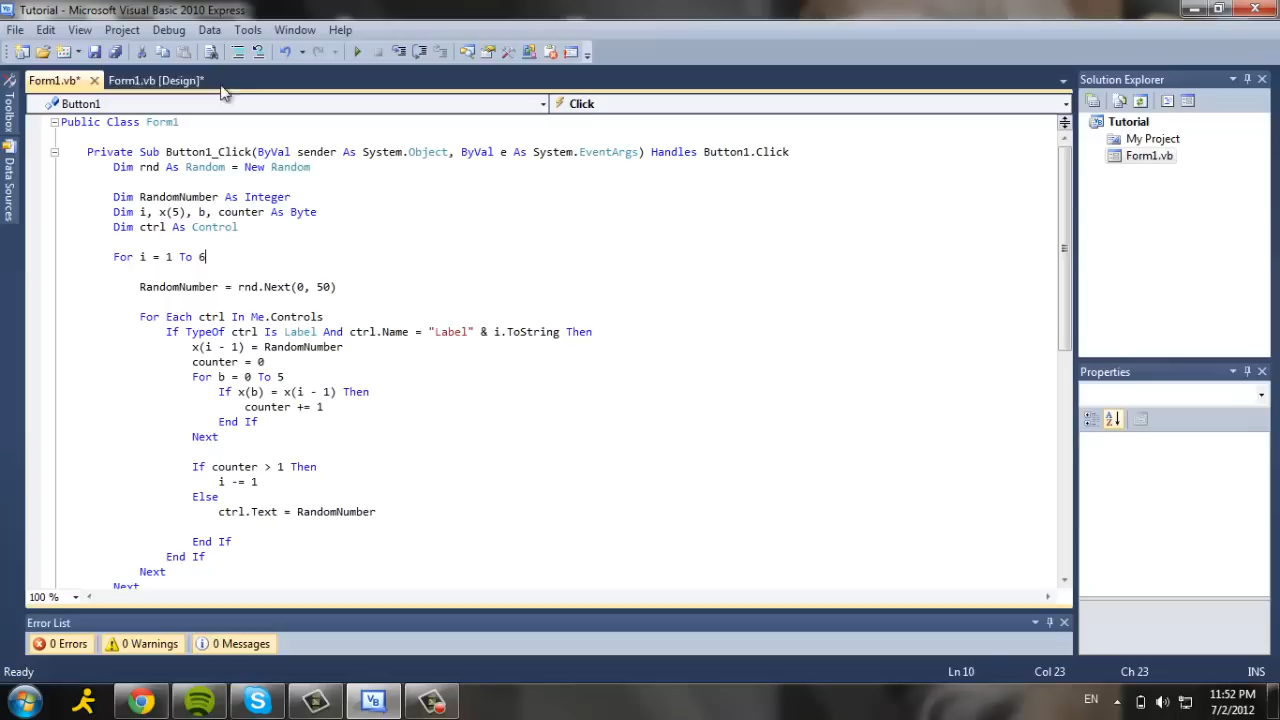 Tutorial - Microsoft Visual Basic 2010 Express
File Edit View Project Debug Data Tools Window Help
Form1.vb* Form1.vb [Design]*
Button1 Click
Public Class Form1
Private Sub Button1_Click(ByVal sender As System.Object, ByVal e As System.EventArgs) Handles Button1.Click
Dim rnd As Random = New Random
Dim RandomNumber As Integer
Dim i, x(5), b, counter As Byte
Dim ctrl As Control
For i = 1 To 6
RandomNumber = rnd.Next(0, 50)
For Each ctrl In Me.Controls
If TypeOf ctrl Is Label And ctrl.Name = "Label" & i.ToString Then
x(i - 1) = RandomNumber
counter = 0
For b = 0 To 5
If x(b) = x(i - 1) Then
counter += 1
End If
Next
If counter > 1 Then
i -= 1
Else
ctrl.Text = RandomNumber
End If
End If
Next
Next
100 %
Toolbox
Data Sources
Solution Explorer
Tutorial
My Project
Form1.vb
Properties
Error List
0 Errors 0 Warnings 0 Messages
Ready Ln 10 Col 23 Ch 23 INS
VB
EN
11:52 PM
7/2/2012